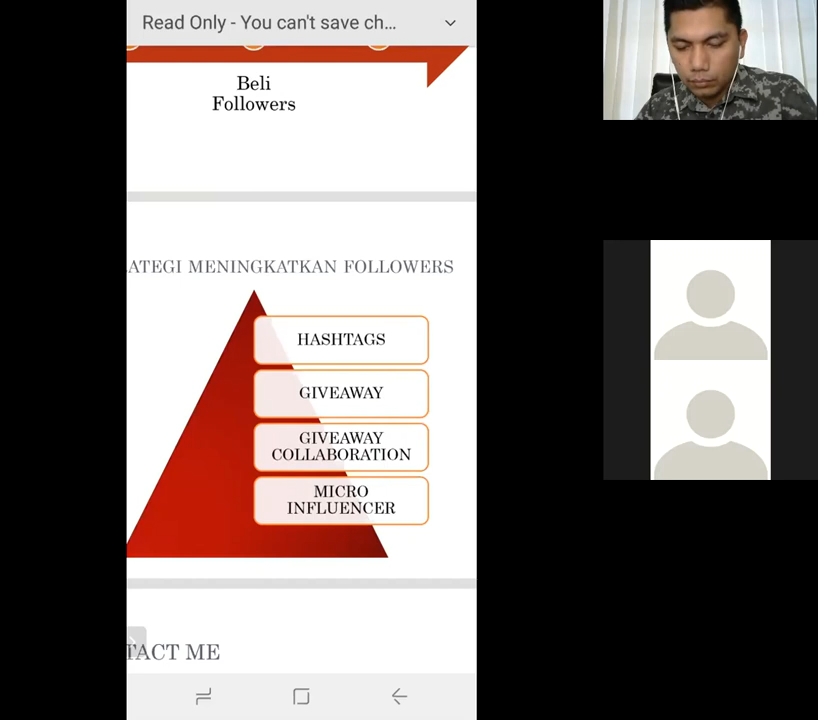 Read Only - You can't save ch...
Beli
Followers
ATEGI MENINGKATKAN FOLLOWERS
HASHTAGS
GIVEAWAY
GIVEAWAY
COLLABORATION
MICRO
INFLUENCER
TACT ME